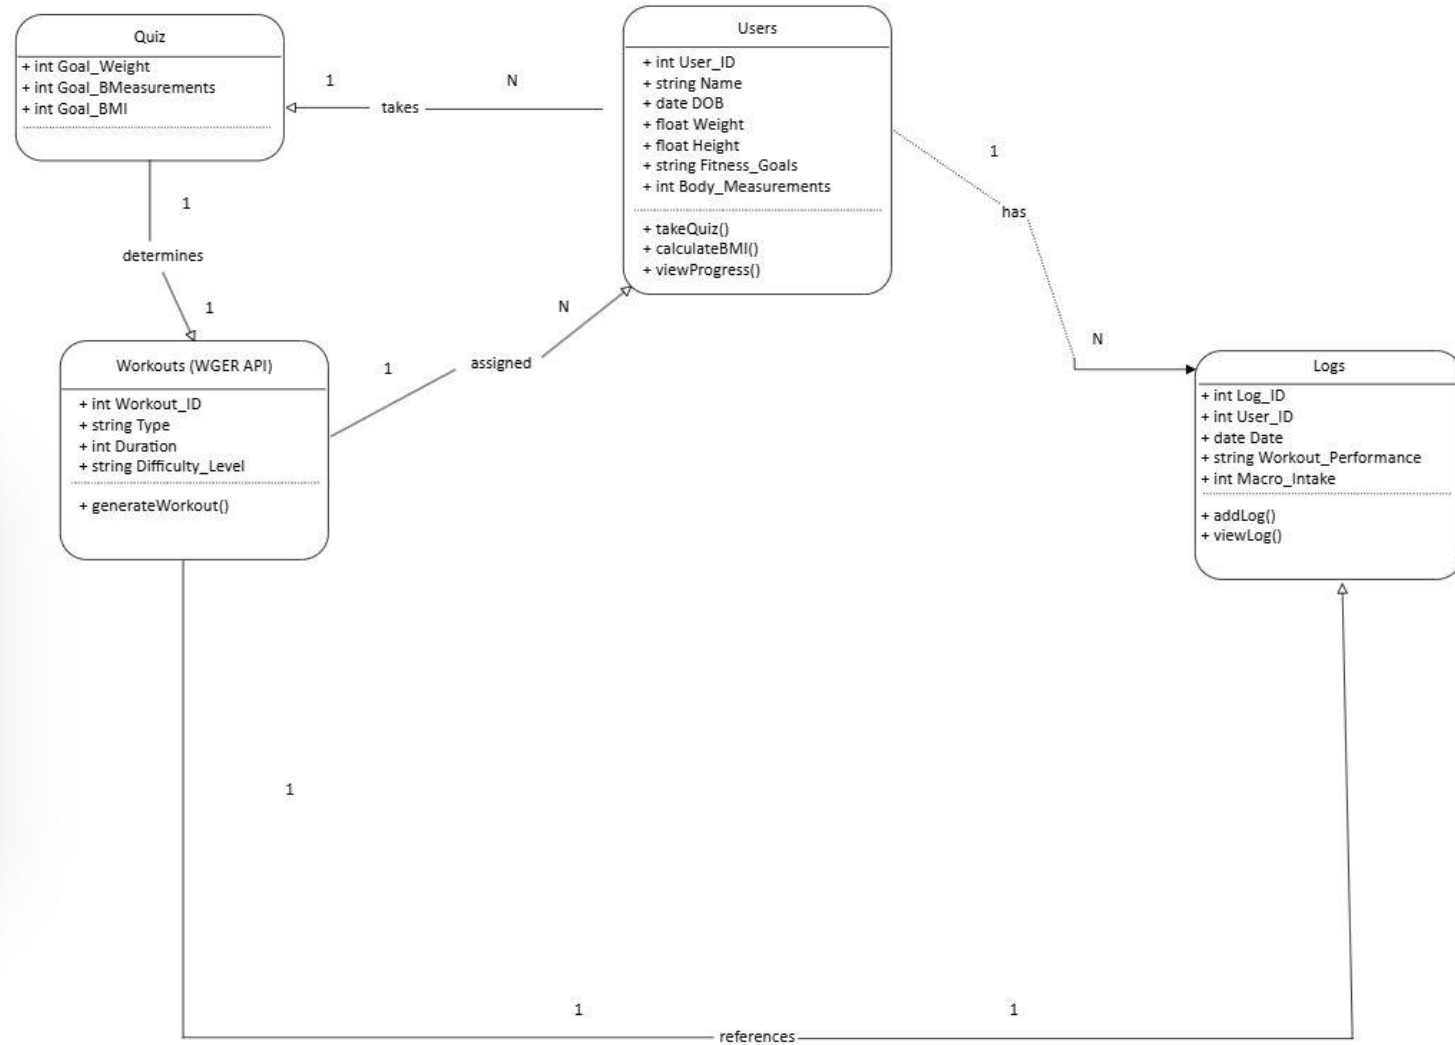 Quiz
+ int Goal_Weight
+ int Goal_BMeasurements
+ int Goal_BMI
1
takes
N
Users
+ int User_ID
+ string Name
+ date DOB
+ float Weight
+ float Height
+ string Fitness_Goals
+ int Body_Measurements
+ takeQuiz()
+ calculateBMI()
+ viewProgress()
1
has
N
1
determines
1
Workouts (WGER API)
+ int Workout_ID
+ string Type
+ int Duration
+ string Difficulty_Level
+ generateWorkout()
1
assigned
N
Logs
+ int Log_ID
+ int User_ID
+ date Date
+ string Workout_Performance
+ int Macro_Intake
+ addLog()
+ viewLog()
1
1
references
1